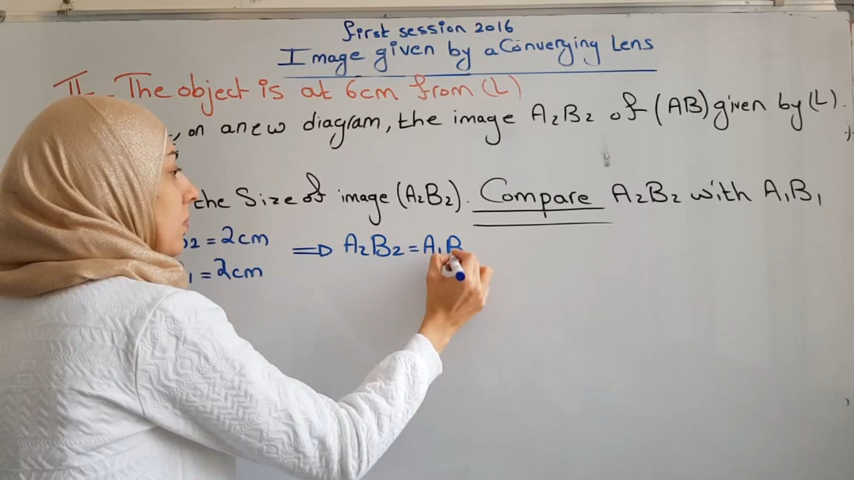 first session 2016
Image given by a Converging Lens
II - The object is at 6cm from (L)
, on a new diagram, the image A₂B₂ of (AB) given by (L).
the Size of image (A₂B₂). Compare A₂B₂ with A₁B₁
B₂ = 2cm ⇒ A₂B₂ = A₁B
₁ = 2cm